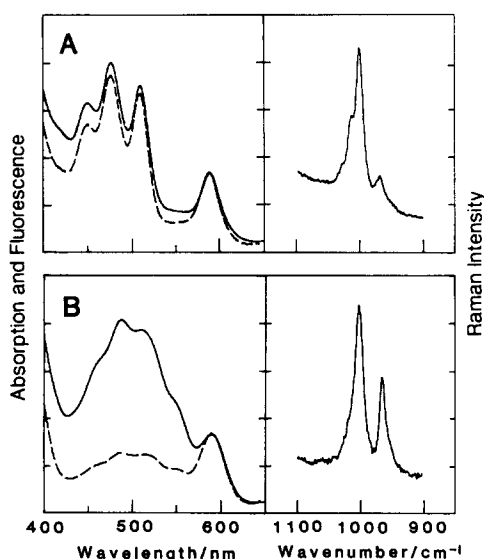 A
B
Absorption and Fluorescence
Raman Intensity
400 500 600
1100 1000 900
Wavelength/nm
Wavenumber/cm⁻¹